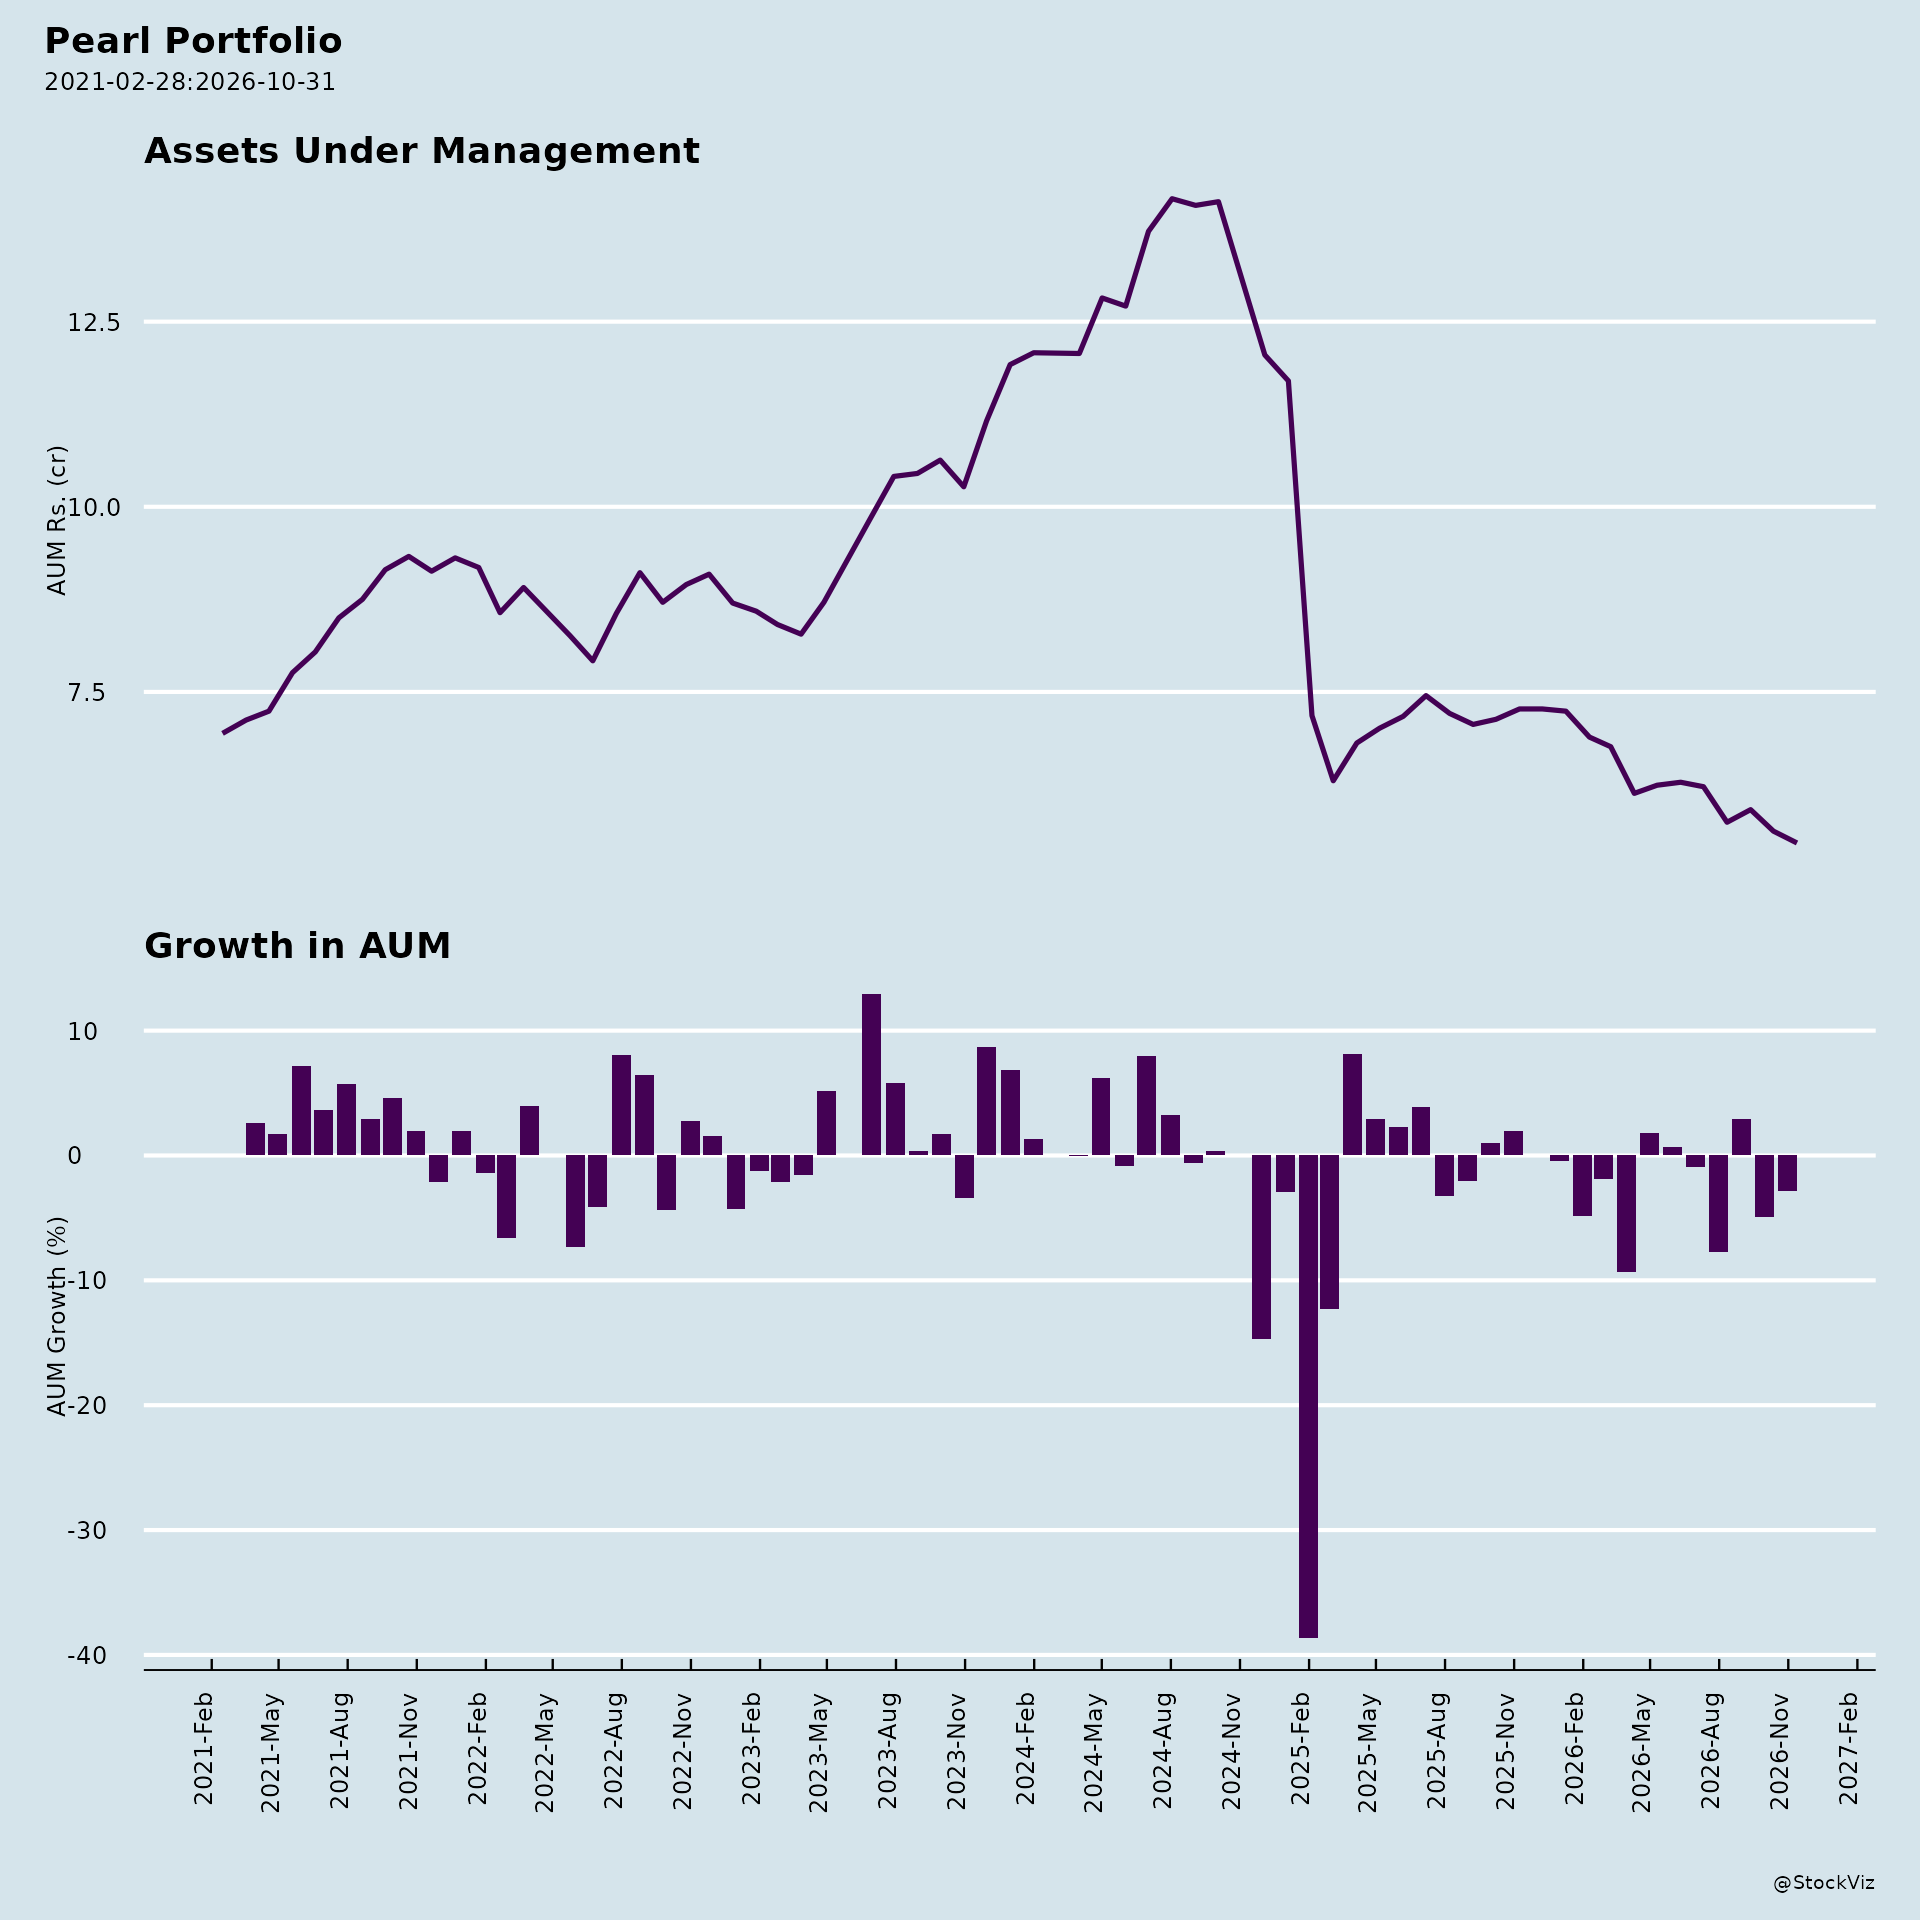 Pearl Portfolio
2021-02-28:2026-10-31
Assets Under Management
AUM Rs. (cr)
12.5
10.0
7.5
Growth in AUM
AUM Growth (%)
10
0
-10
-20
-30
-40
2021-Feb
2021-May
2021-Aug
2021-Nov
2022-Feb
2022-May
2022-Aug
2022-Nov
2023-Feb
2023-May
2023-Aug
2023-Nov
2024-Feb
2024-May
2024-Aug
2024-Nov
2025-Feb
2025-May
2025-Aug
2025-Nov
2026-Feb
2026-May
2026-Aug
2026-Nov
2027-Feb
@StockViz